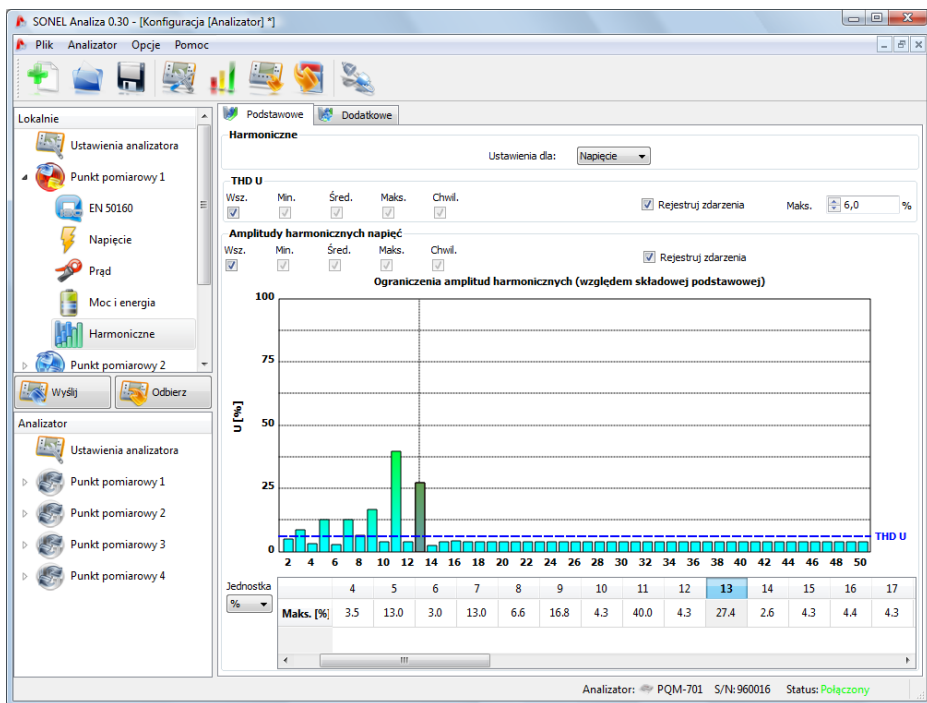 SONEL Analiza 0.30 - [Konfiguracja [Analizator] *]
Plik Analizator Opcje Pomoc
Lokalnie
Ustawienia analizatora
Punkt pomiarowy 1
EN 50160
Napięcie
Prąd
Moc i energia
Harmoniczne
Punkt pomiarowy 2
Wyślij Odbierz
Analizator
Ustawienia analizatora
Punkt pomiarowy 1
Punkt pomiarowy 2
Punkt pomiarowy 3
Punkt pomiarowy 4
Podstawowe Dodatkowe
Harmoniczne
Ustawienia dla: Napięcie
THD U
Wsz. Min. Śred. Maks. Chwil.
Rejestruj zdarzenia Maks. 6,0 %
Amplitudy harmonicznych napięć
Wsz. Min. Śred. Maks. Chwil.
Rejestruj zdarzenia
Ograniczenia amplitud harmonicznych (względem składowej podstawowej)
100
75
50
25
0
U [%]
THD U
2 4 6 8 10 12 14 16 18 20 22 24 26 28 30 32 34 36 38 40 42 44 46 48 50
Jednostka
%
4 5 6 7 8 9 10 11 12 13 14 15 16 17
Maks. [%] 3.5 13.0 3.0 13.0 6.6 16.8 4.3 40.0 4.3 27.4 2.6 4.3 4.4 4.3
Analizator: PQM-701 S/N: 960016 Status: Połączony